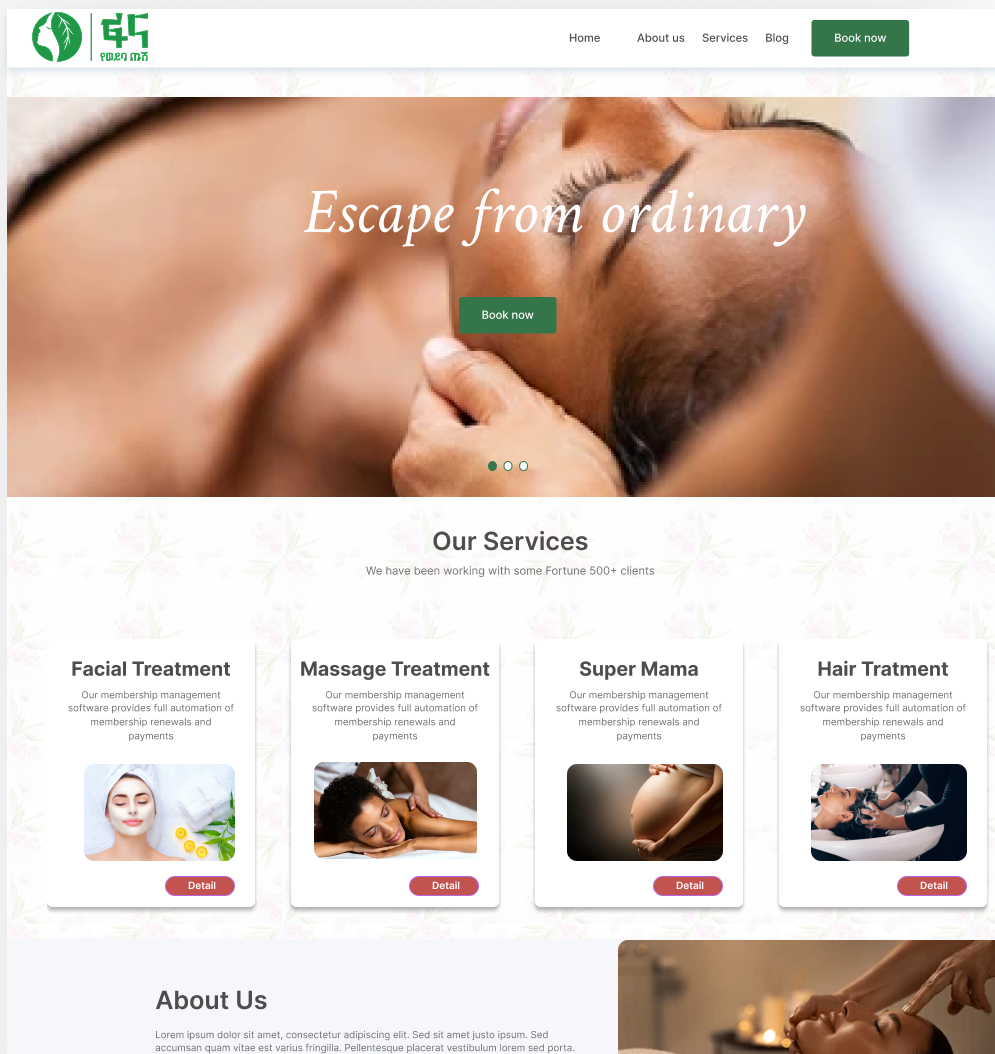 ፋና
የወይባ ጤሽ
Home About us Services Blog Book now
Escape from ordinary
Book now
Our Services
We have been working with some Fortune 500+ clients
Facial Treatment
Our membership management
software provides full automation of
membership renewals and
payments
Detail
Massage Treatment
Our membership management
software provides full automation of
membership renewals and
payments
Detail
Super Mama
Our membership management
software provides full automation of
membership renewals and
payments
Detail
Hair Tratment
Our membership management
software provides full automation of
membership renewals and
payments
Detail
About Us
Lorem ipsum dolor sit amet, consectetur adipiscing elit. Sed sit amet justo ipsum. Sed
accumsan quam vitae est varius fringilla. Pellentesque placerat vestibulum lorem sed porta.